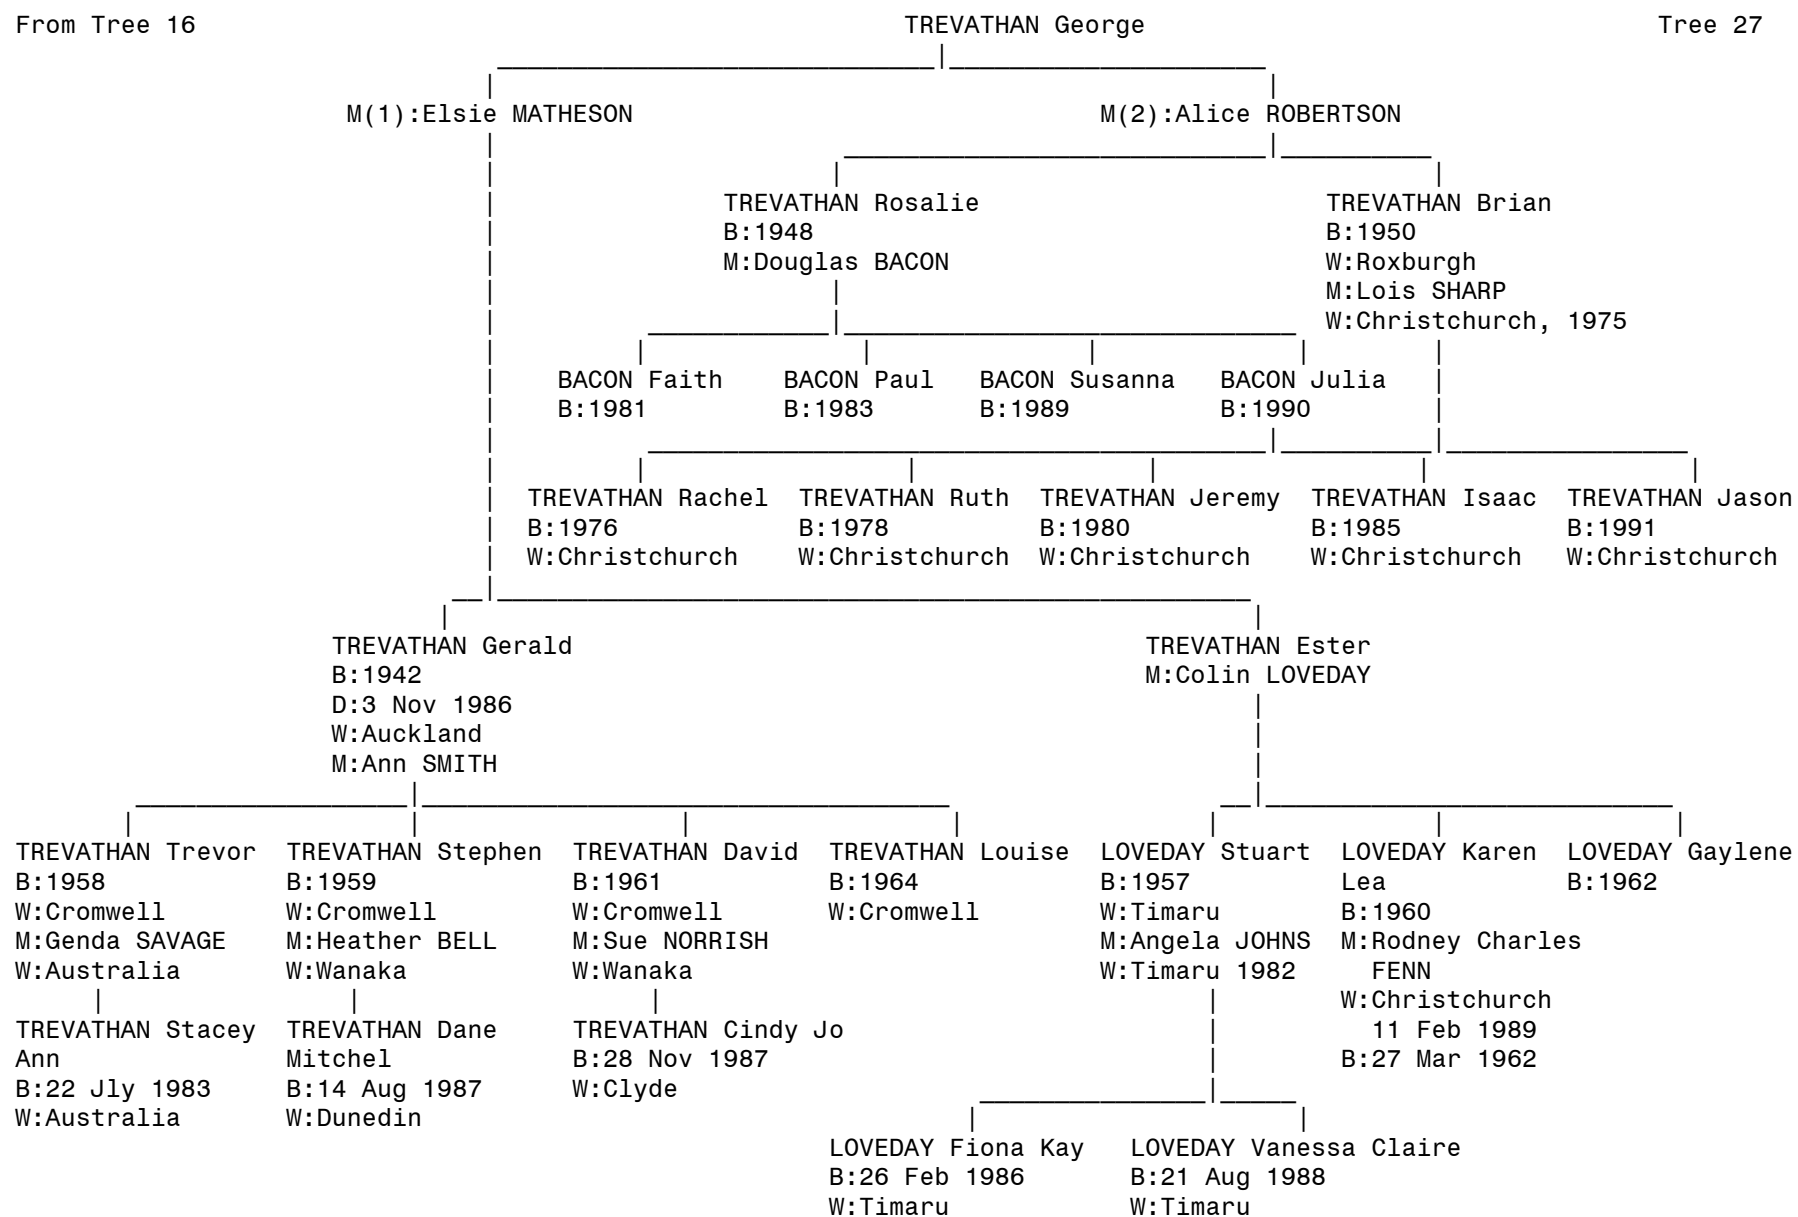 From Tree 16 TREVATHAN George Tree 27
M(1):Elsie MATHESON M(2):Alice ROBERTSON
TREVATHAN Rosalie TREVATHAN Brian
B:1948 B:1950
M:Douglas BACON W:Roxburgh
M:Lois SHARP
W:Christchurch, 1975
BACON Faith BACON Paul BACON Susanna BACON Julia
B:1981 B:1983 B:1989 B:1990
TREVATHAN Rachel TREVATHAN Ruth TREVATHAN Jeremy TREVATHAN Isaac TREVATHAN Jason
B:1976 B:1978 B:1980 B:1985 B:1991
W:Christchurch W:Christchurch W:Christchurch W:Christchurch W:Christchurch
TREVATHAN Gerald TREVATHAN Ester
B:1942 M:Colin LOVEDAY
D:3 Nov 1986
W:Auckland
M:Ann SMITH
TREVATHAN Trevor TREVATHAN Stephen TREVATHAN David TREVATHAN Louise LOVEDAY Stuart LOVEDAY Karen LOVEDAY Gaylene
B:1958 B:1959 B:1961 B:1964 B:1957 Lea B:1962
W:Cromwell W:Cromwell W:Cromwell W:Cromwell W:Timaru B:1960
M:Genda SAVAGE M:Heather BELL M:Sue NORRISH M:Angela JOHNS M:Rodney Charles
W:Australia W:Wanaka W:Wanaka W:Timaru 1982 FENN
W:Christchurch
TREVATHAN Stacey TREVATHAN Dane TREVATHAN Cindy Jo 11 Feb 1989
Ann Mitchel B:28 Nov 1987 B:27 Mar 1962
B:22 Jly 1983 B:14 Aug 1987 W:Clyde
W:Australia W:Dunedin
LOVEDAY Fiona Kay LOVEDAY Vanessa Claire
B:26 Feb 1986 B:21 Aug 1988
W:Timaru W:Timaru